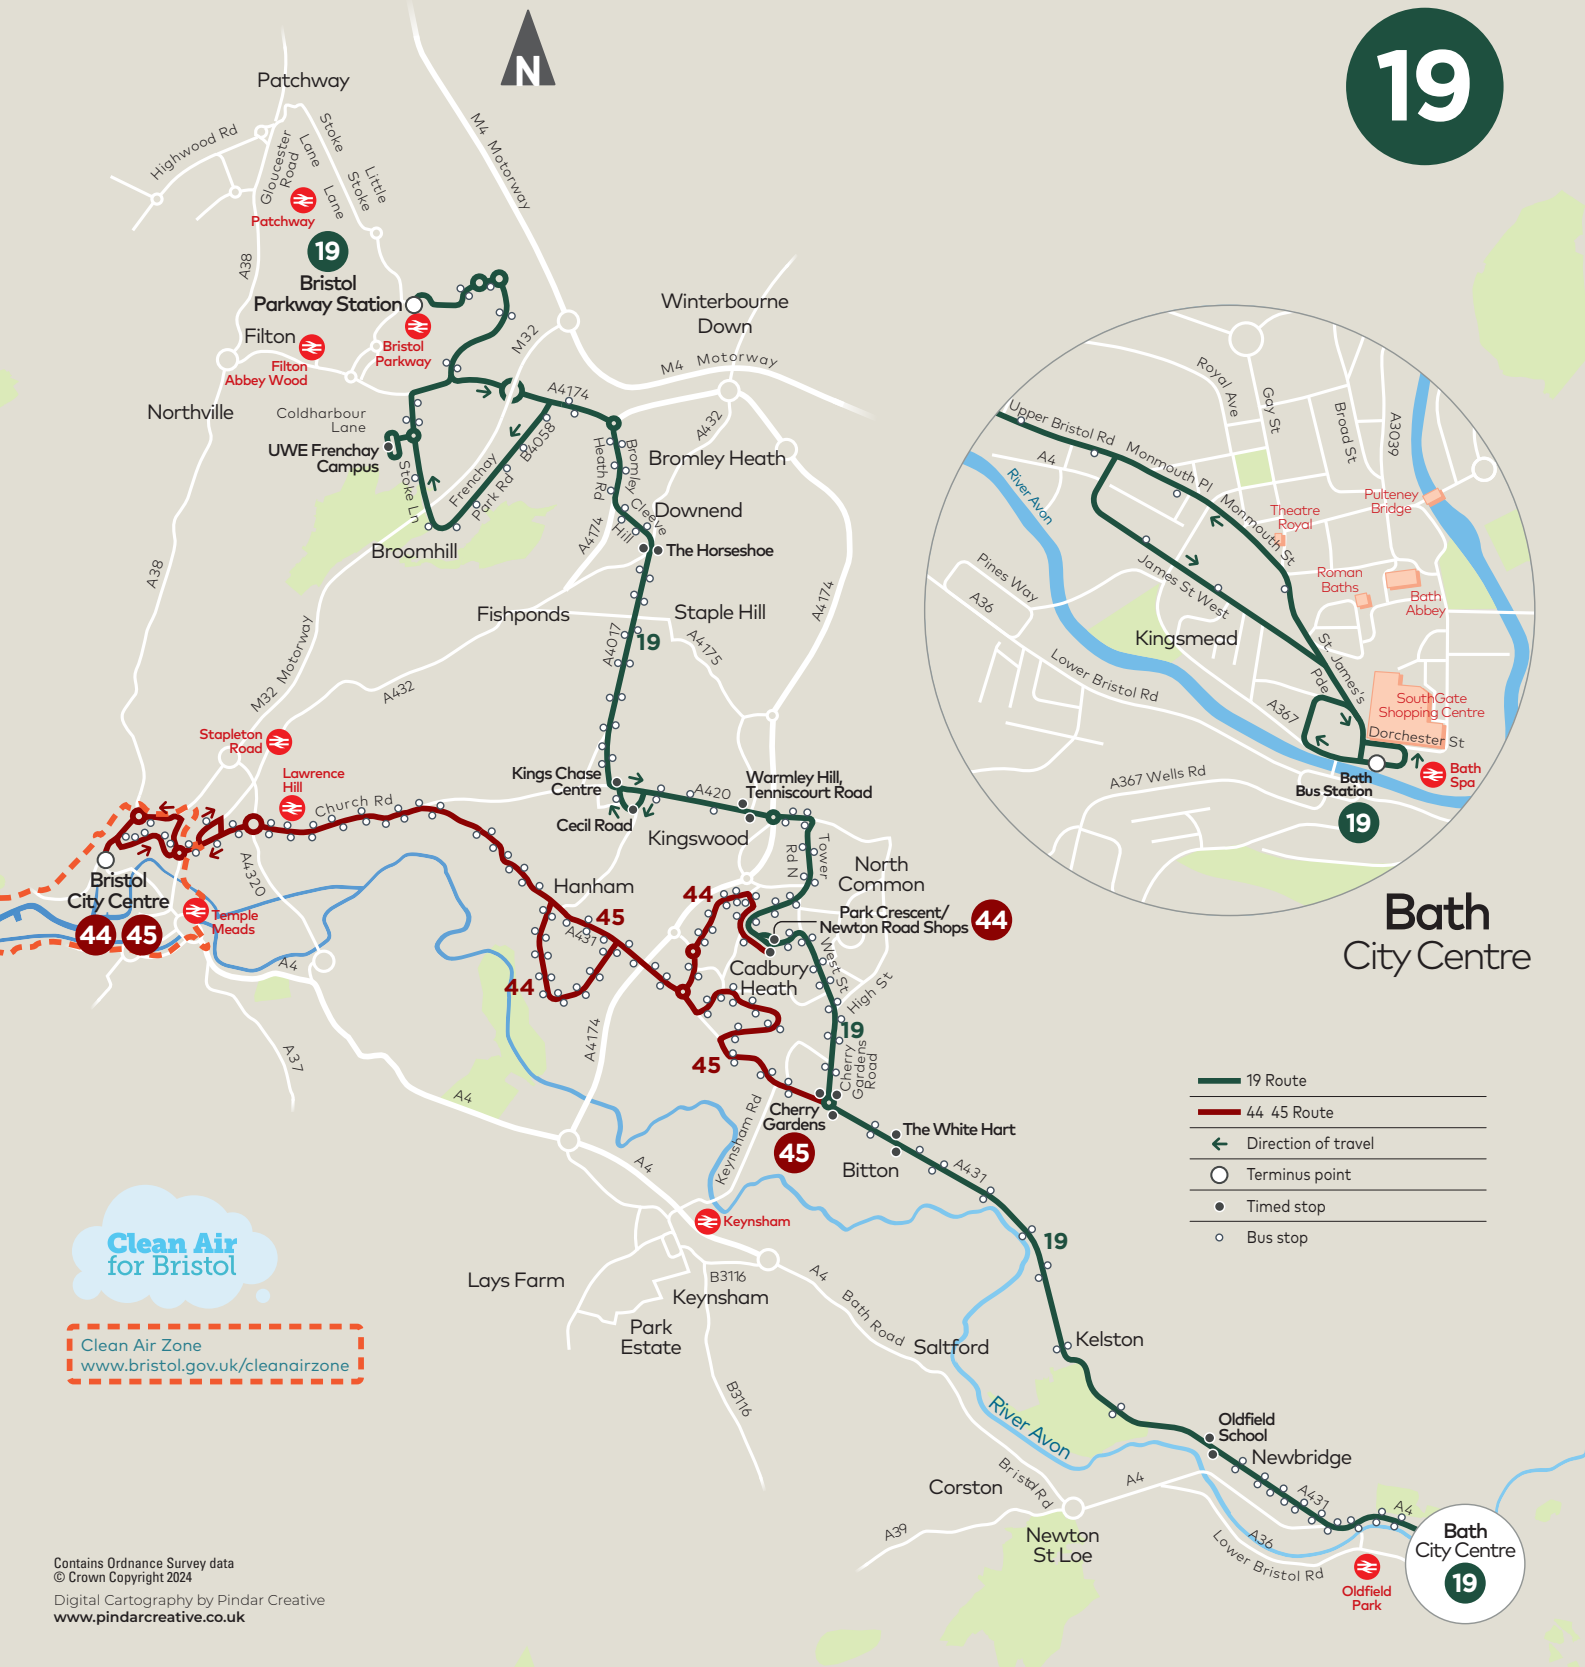 19
N
Patchway
Highwood Rd
Gloucester
Road
Stoke
Lane
Little
Stoke
Lane
M4 Motorway
Patchway
A38
19
Bristol
Parkway Station
Bristol
Parkway
Filton
Filton
Abbey Wood
Northville
M32
Winterbourne
Down
M4 Motorway
A4174
A432
Bromley Heath
Coldharbour
Lane
UWE Frenchay
Campus
Stoke Ln
Frenchay
Park Rd
B4058
Bromley
Heath Rd
Cleeve
Hill
Downend
A4174
The Horseshoe
Broomhill
A38
Fishponds
Staple Hill
A4017
19
A4175
A4174
M32 Motorway
A432
Stapleton
Road
Lawrence
Hill
Church Rd
Kings Chase
Centre
Cecil Road
A420
Warmley Hill,
Tenniscourt Road
Kingswood
Tower
Rd N
North
Common
A4320
Bristol
City Centre
44 45
Temple
Meads
Hanham
44
45
A431
44
Park Crescent/
Newton Road Shops
44
Cadbury
Heath
West St
High St
19
Cherry
Gardens
Road
A4
A37
A4174
45
A4
Cherry
Gardens
45
Keynsham Rd
The White Hart
Bitton
A431
A4
Keynsham
19
Lays Farm
B3116
Keynsham
Park
Estate
A4
Bath Road
Saltford
Kelston
B3116
River Avon
Oldfield
School
Newbridge
Corston
Bristol Rd
A4
A39
Newton
St Loe
A431
A4
A36
Lower Bristol Rd
Oldfield
Park
Bath
City Centre
19
Upper Bristol Rd
A4
River Avon
Monmouth Pl
Monmouth St
Royal Ave
Gay St
Broad St
A3039
Pulteney
Bridge
Theatre
Royal
Roman
Baths
Bath
Abbey
Pines Way
A36
James St West
Kingsmead
Lower Bristol Rd
St. James's
Pde
A367
SouthGate
Shopping Centre
Dorchester St
A367 Wells Rd
Bath
Bus Station
19
Bath
Spa
Bath
City Centre
19 Route
44 45 Route
Direction of travel
Terminus point
Timed stop
Bus stop
Clean Air
for Bristol
Clean Air Zone
www.bristol.gov.uk/cleanairzone
Contains Ordnance Survey data
© Crown Copyright 2024
Digital Cartography by Pindar Creative
www.pindarcreative.co.uk